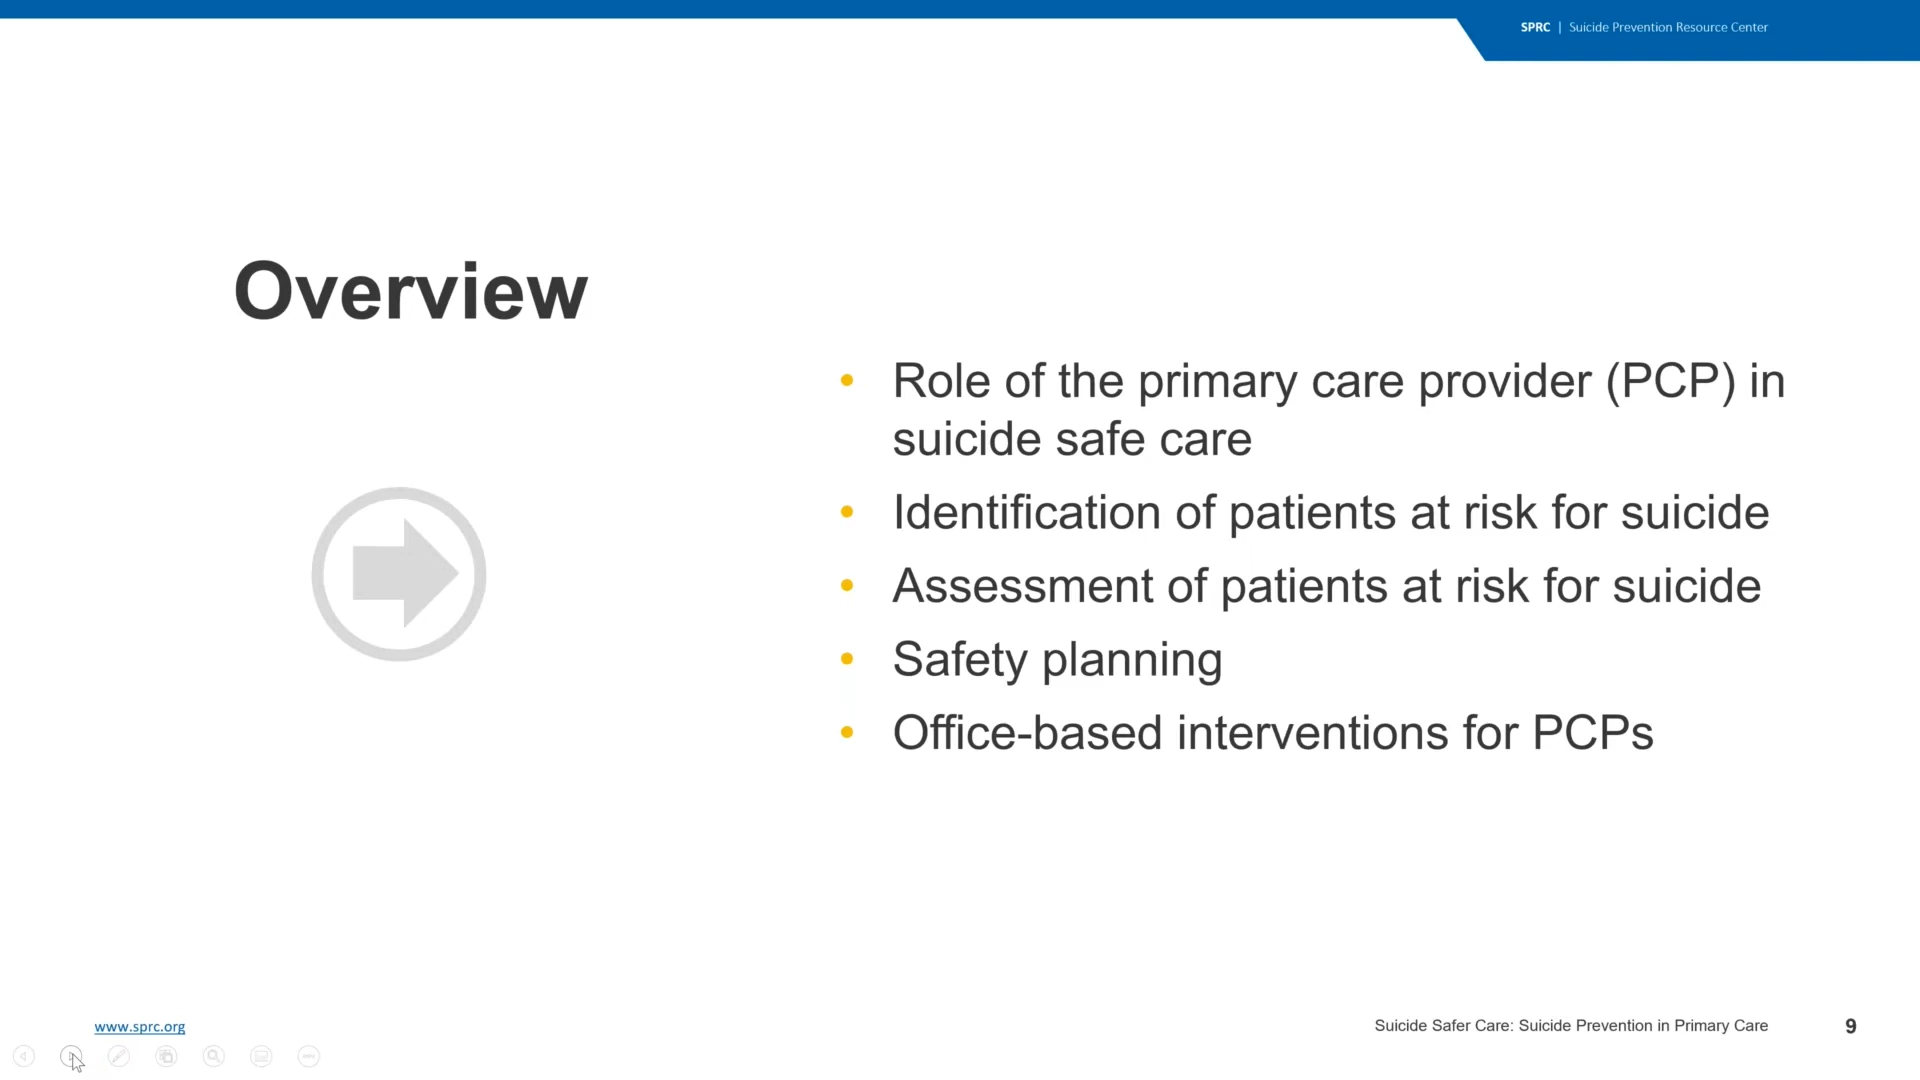 SPRC | Suicide Prevention Resource Center
Overview
• Role of the primary care provider (PCP) in
suicide safe care
• Identification of patients at risk for suicide
• Assessment of patients at risk for suicide
• Safety planning
• Office-based interventions for PCPs
www.sprc.org
Suicide Safer Care: Suicide Prevention in Primary Care
9